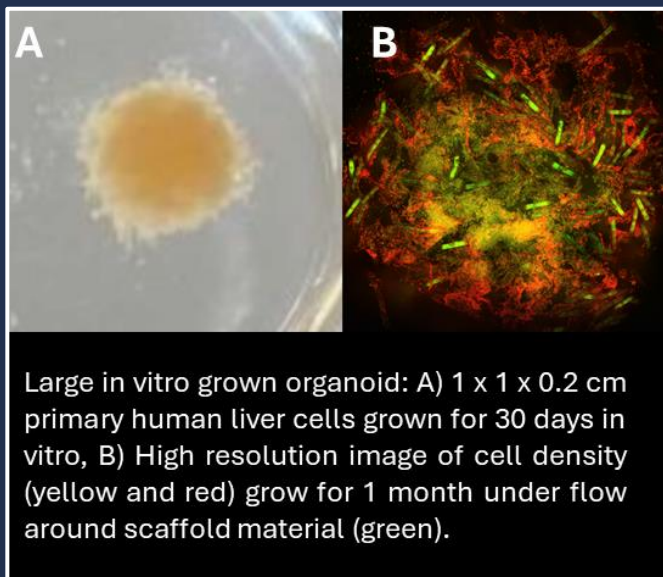 A
B
Large in vitro grown organoid: A) 1 x 1 x 0.2 cm
primary human liver cells grown for 30 days in
vitro, B) High resolution image of cell density
(yellow and red) grow for 1 month under flow
around scaffold material (green).